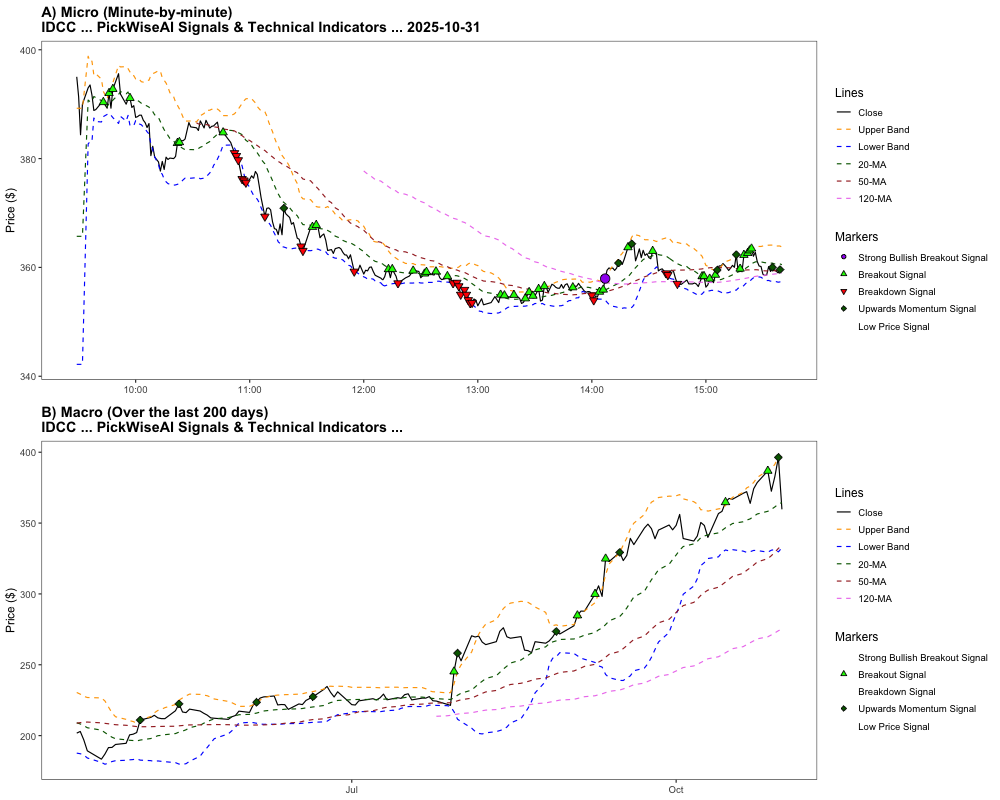 A) Micro (Minute-by-minute)
IDCC ... PickWiseAI Signals & Technical Indicators ... 2025-10-31
400
380
360
340
Price ($)
10:00
11:00
12:00
13:00
14:00
15:00
Lines
Close
Upper Band
Lower Band
20-MA
50-MA
120-MA
Markers
Strong Bullish Breakout Signal
Breakout Signal
Breakdown Signal
Upwards Momentum Signal
Low Price Signal
B) Macro (Over the last 200 days)
IDCC ... PickWiseAI Signals & Technical Indicators ...
400
350
300
250
200
Price ($)
Jul
Oct
Lines
Close
Upper Band
Lower Band
20-MA
50-MA
120-MA
Markers
Strong Bullish Breakout Signal
Breakout Signal
Breakdown Signal
Upwards Momentum Signal
Low Price Signal